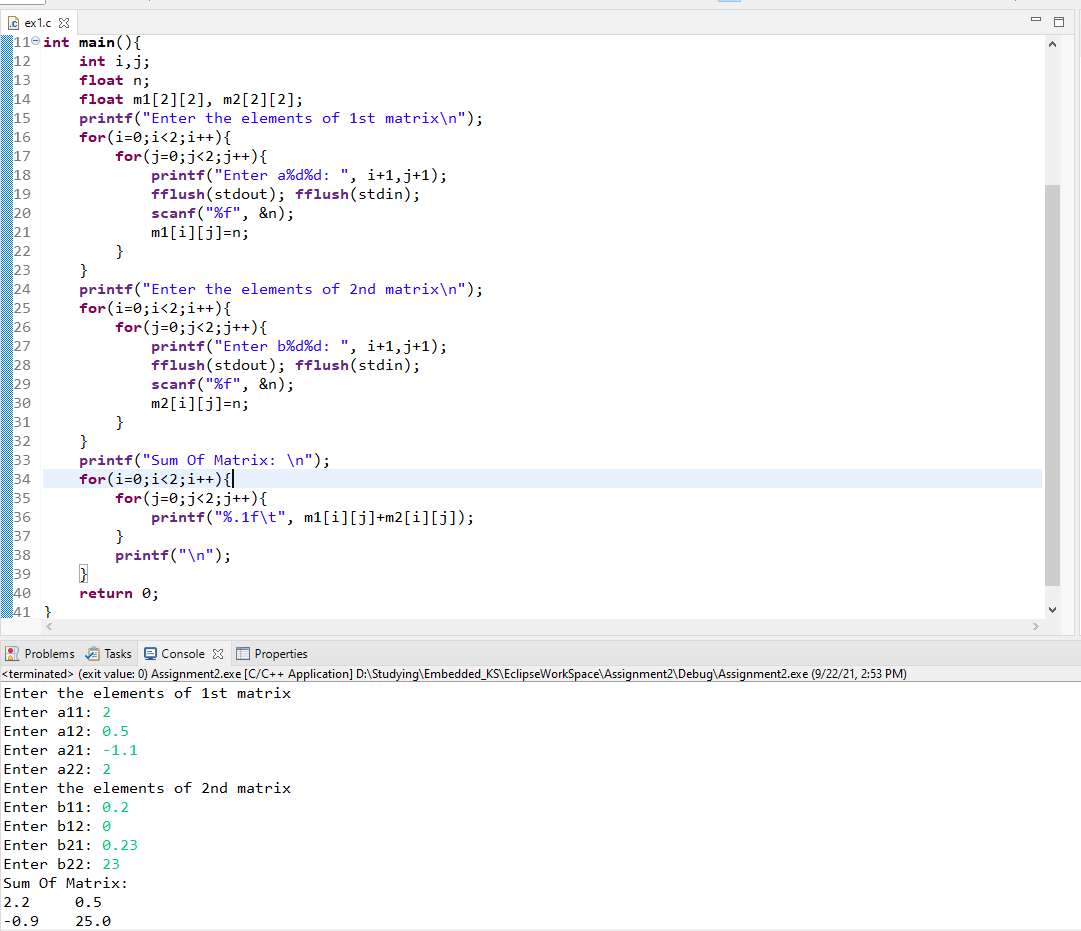 ex1.c
11 int main(){
12     int i,j;
13     float n;
14     float m1[2][2], m2[2][2];
15     printf("Enter the elements of 1st matrix\n");
16     for(i=0;i<2;i++){
17         for(j=0;j<2;j++){
18             printf("Enter a%d%d: ", i+1,j+1);
19             fflush(stdout); fflush(stdin);
20             scanf("%f", &n);
21             m1[i][j]=n;
22         }
23     }
24     printf("Enter the elements of 2nd matrix\n");
25     for(i=0;i<2;i++){
26         for(j=0;j<2;j++){
27             printf("Enter b%d%d: ", i+1,j+1);
28             fflush(stdout); fflush(stdin);
29             scanf("%f", &n);
30             m2[i][j]=n;
31         }
32     }
33     printf("Sum Of Matrix: \n");
34     for(i=0;i<2;i++){
35         for(j=0;j<2;j++){
36             printf("%.1f\t", m1[i][j]+m2[i][j]);
37         }
38         printf("\n");
39     }
40     return 0;
41 }
Problems Tasks Console Properties
<terminated> (exit value: 0) Assignment2.exe [C/C++ Application] D:\Studying\Embedded_KS\EclipseWorkSpace\Assignment2\Debug\Assignment2.exe (9/22/21, 2:53 PM)
Enter the elements of 1st matrix
Enter a11: 2
Enter a12: 0.5
Enter a21: -1.1
Enter a22: 2
Enter the elements of 2nd matrix
Enter b11: 0.2
Enter b12: 0
Enter b21: 0.23
Enter b22: 23
Sum Of Matrix:
2.2     0.5
-0.9    25.0